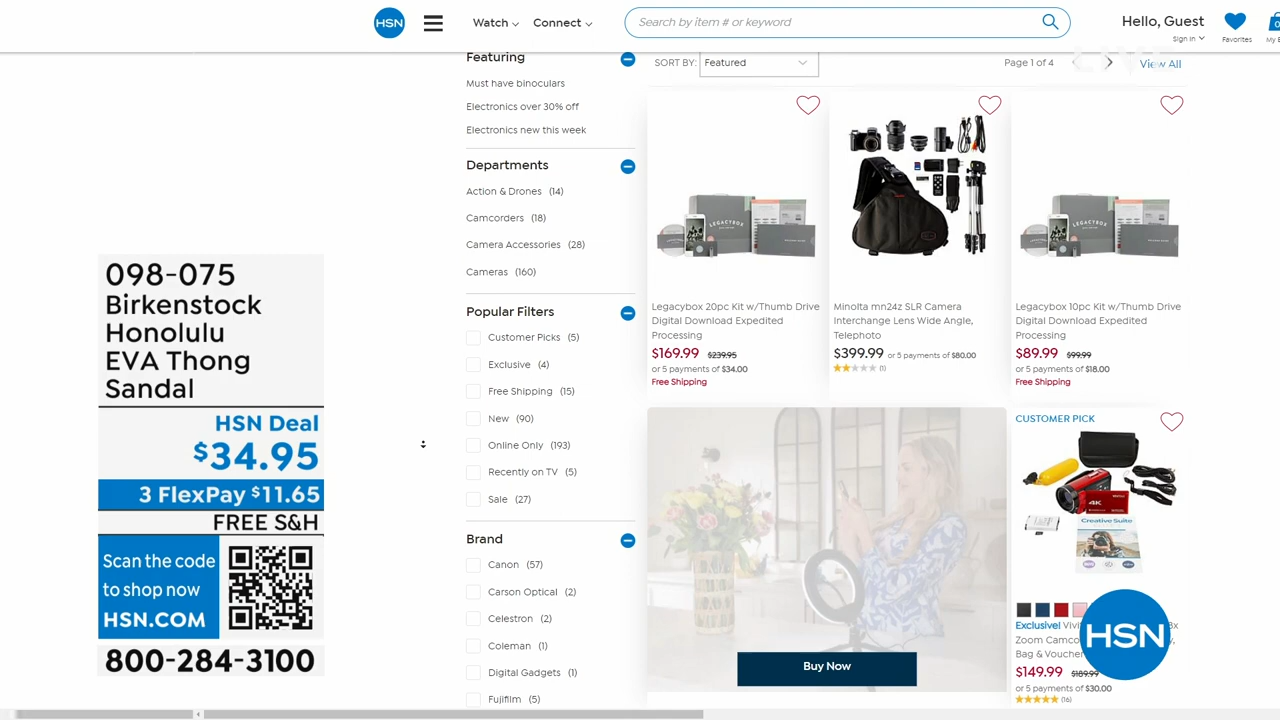 HSN
Watch
Connect
Search by item # or keyword
Hello, Guest
Sign In
Favorites
0
Featuring
Must have binoculars
Electronics over 30% off
Electronics new this week
Departments
Action & Drones (14)
Camcorders (18)
Camera Accessories (28)
Cameras (160)
Popular Filters
Customer Picks (5)
Exclusive (4)
Free Shipping (15)
New (90)
Online Only (193)
Recently on TV (5)
Sale (27)
Brand
Canon (57)
Carson Optical (2)
Celestron (2)
Coleman (1)
Digital Gadgets (1)
Fujifilm (5)
SORT BY: Featured
Page 1 of 4
View All
LEGACYBOX
Legacybox 20pc Kit w/Thumb Drive
Digital Download Expedited
Processing
$169.99 $239.95
or 5 payments of $34.00
Free Shipping
Minolta mn24z SLR Camera
Interchange Lens Wide Angle,
Telephoto
$399.99 or 5 payments of $80.00
(1)
LEGACYBOX
Legacybox 10pc Kit w/Thumb Drive
Digital Download Expedited
Processing
$89.99 $99.99
or 5 payments of $18.00
Free Shipping
Buy Now
CUSTOMER PICK
4K
Creative Suite
Exclusive!
Bag & Voucher
$149.99 $189.99
or 5 payments of $30.00
(16)
HSN
098-075
Birkenstock
Honolulu
EVA Thong
Sandal
HSN Deal
$34.95
3 FlexPay $11.65
FREE S&H
Scan the code
to shop now
HSN.COM
800-284-3100